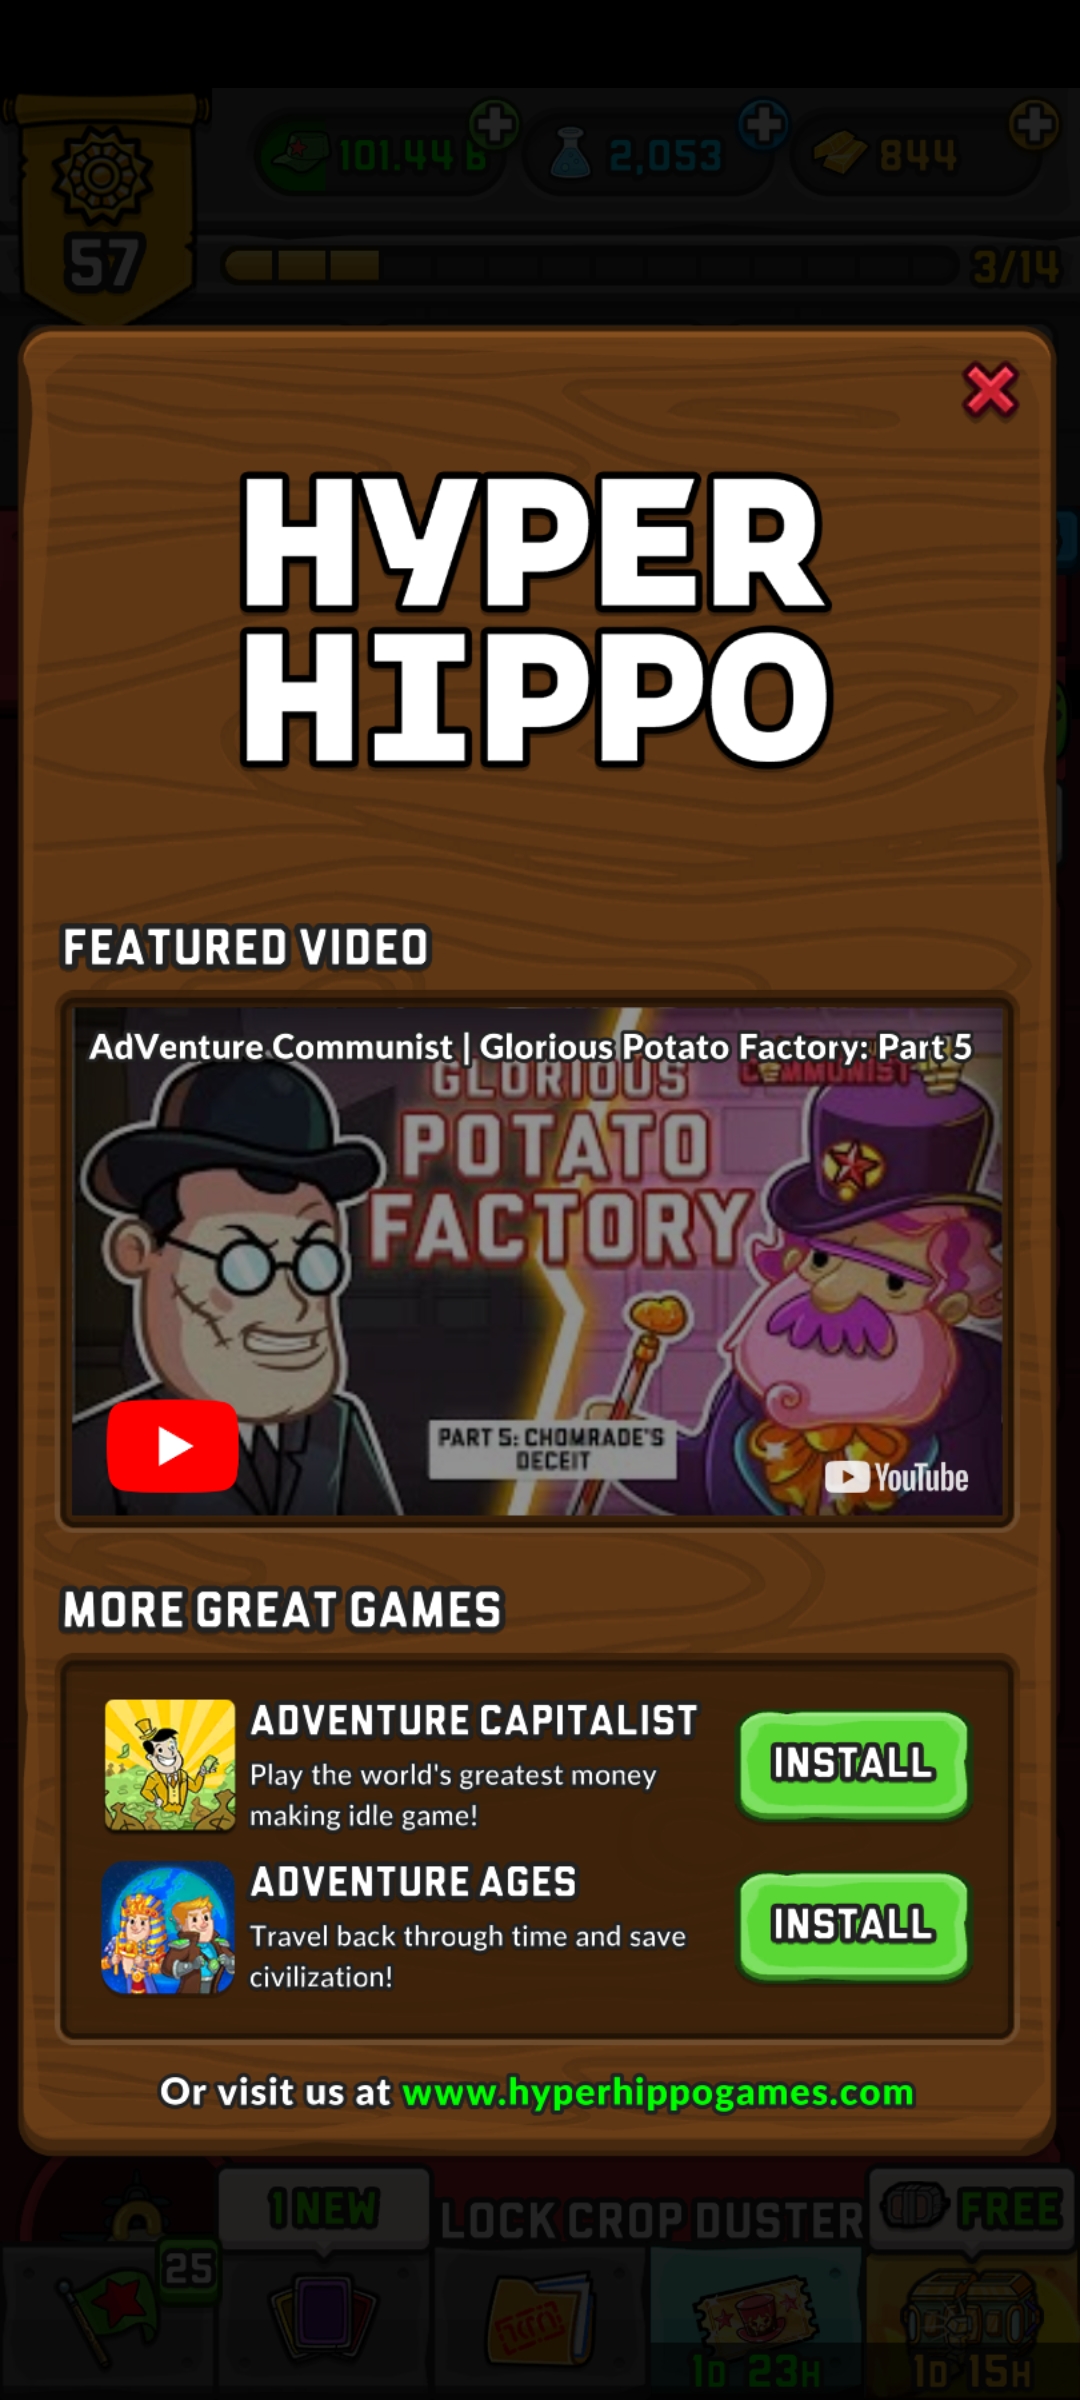 101.44 B
2,053
844
57
3/14
HYPER
HIPPO
FEATURED VIDEO
AdVenture Communist | Glorious Potato Factory: Part 5
COMMUNIST
GLORIOUS
POTATO
FACTORY
PART 5: CHOMRADE'S
DECEIT
YouTube
MORE GREAT GAMES
ADVENTURE CAPITALIST
Play the world's greatest money
making idle game!
INSTALL
ADVENTURE AGES
Travel back through time and save
civilization!
INSTALL
Or visit us at www.hyperhippogames.com
1 NEW
LOCK CROP DUSTER
FREE
25
1D 23H
1D 15H